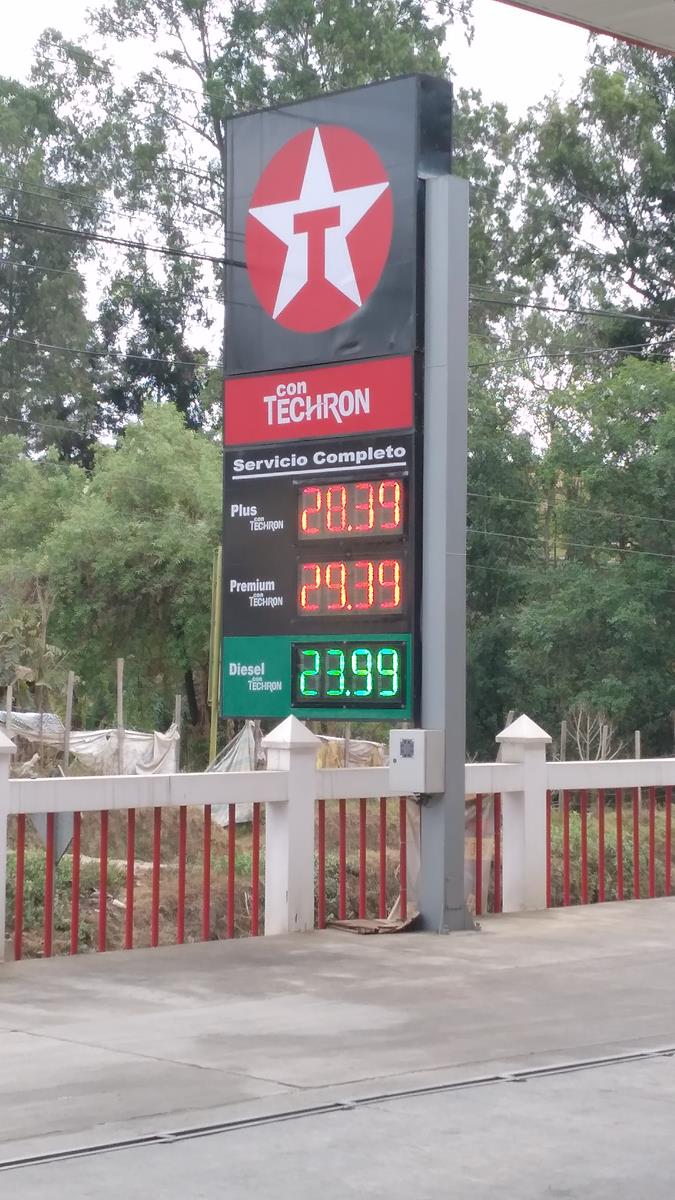 T
con
TECHRON
Servicio Completo
Plus
con
TECHRON
28.39
Premium
con
TECHRON
29.39
Diesel
con
TECHRON
23.99